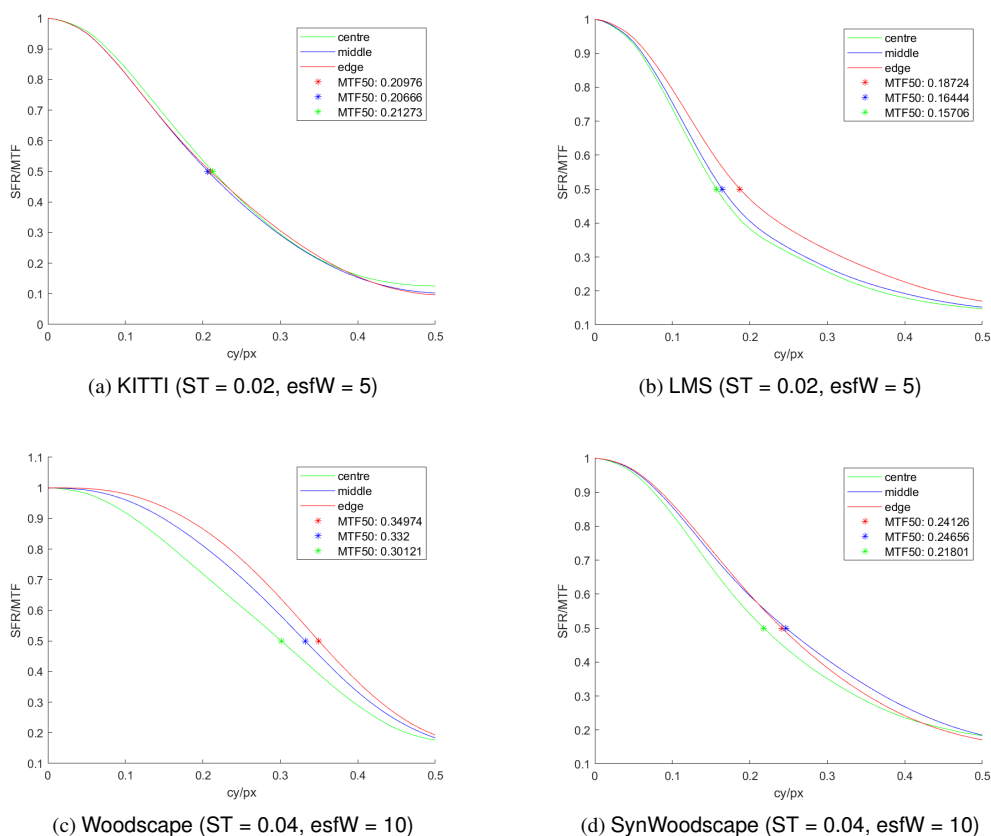 1
0.9
0.8
0.7
0.6
0.5
0.4
0.3
0.2
0.1
0
SFR/MTF
0 0.1 0.2 0.3 0.4 0.5
cy/px
centre
middle
edge
MTF50: 0.20976
MTF50: 0.20666
MTF50: 0.21273
(a) KITTI (ST = 0.02, esfW = 5)
1
0.9
0.8
0.7
0.6
0.5
0.4
0.3
0.2
0.1
SFR/MTF
0 0.1 0.2 0.3 0.4 0.5
cy/px
centre
middle
edge
MTF50: 0.18724
MTF50: 0.16444
MTF50: 0.15706
(b) LMS (ST = 0.02, esfW = 5)
1.1
1
0.9
0.8
0.7
0.6
0.5
0.4
0.3
0.2
0.1
SFR/MTF
0 0.1 0.2 0.3 0.4 0.5
cy/px
centre
middle
edge
MTF50: 0.34974
MTF50: 0.332
MTF50: 0.30121
(c) Woodscape (ST = 0.04, esfW = 10)
1
0.9
0.8
0.7
0.6
0.5
0.4
0.3
0.2
0.1
SFR/MTF
0 0.1 0.2 0.3 0.4 0.5
cy/px
centre
middle
edge
MTF50: 0.24126
MTF50: 0.24656
MTF50: 0.21801
(d) SynWoodscape (ST = 0.04, esfW = 10)